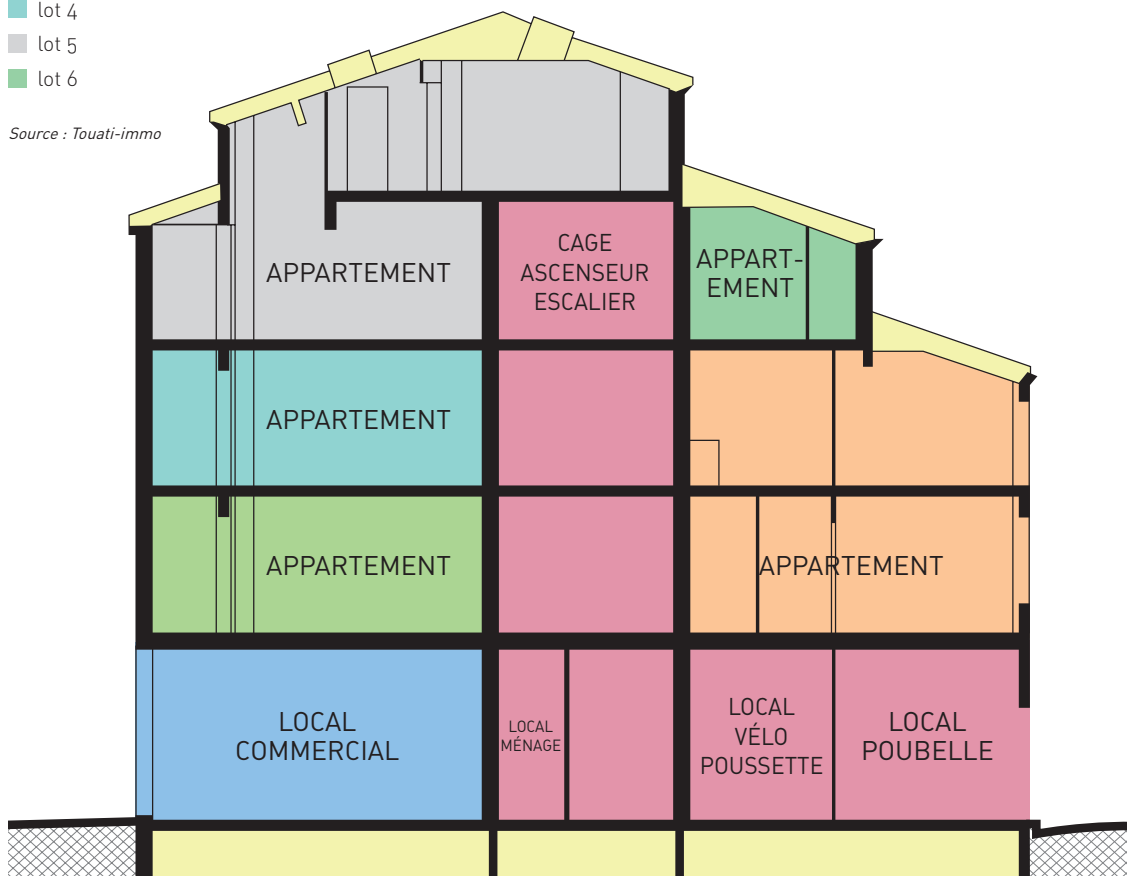 lot 4
lot 5
lot 6
Source : Touati-immo
CAGE
ASCENSEUR
ESCALIER
APPARTEMENT
APPART-
EMENT
APPARTEMENT
APPARTEMENT
APPARTEMENT
LOCAL
COMMERCIAL
LOCAL
MÉNAGE
LOCAL
VÉLO
POUSSETTE
LOCAL
POUBELLE